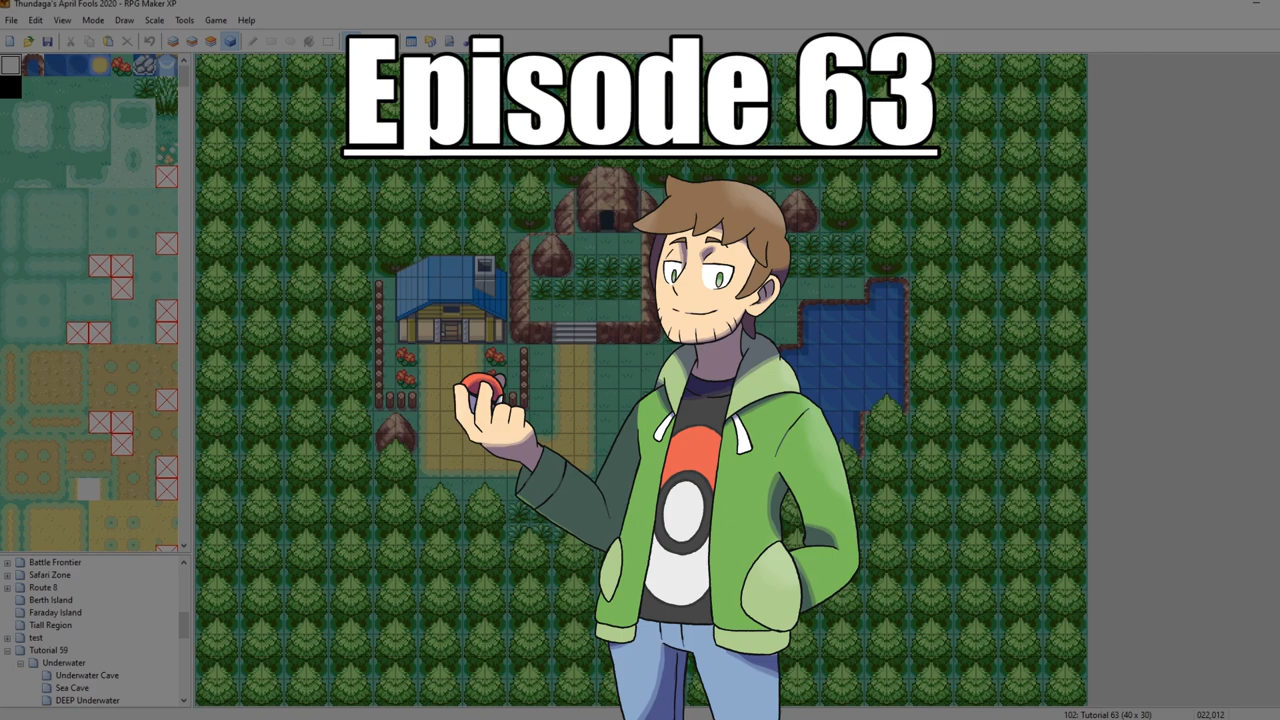 Thundaga's April Fools 2020 - RPG Maker XP
File Edit View Mode Draw Scale Tools Game Help
Episode 63
Battle Frontier
Safari Zone
Route 8
Berth Island
Faraday Island
Tiall Region
test
Tutorial 59
Underwater
Underwater Cave
Sea Cave
DEEP Underwater
102: Tutorial 63 (40 x 30) 022,012